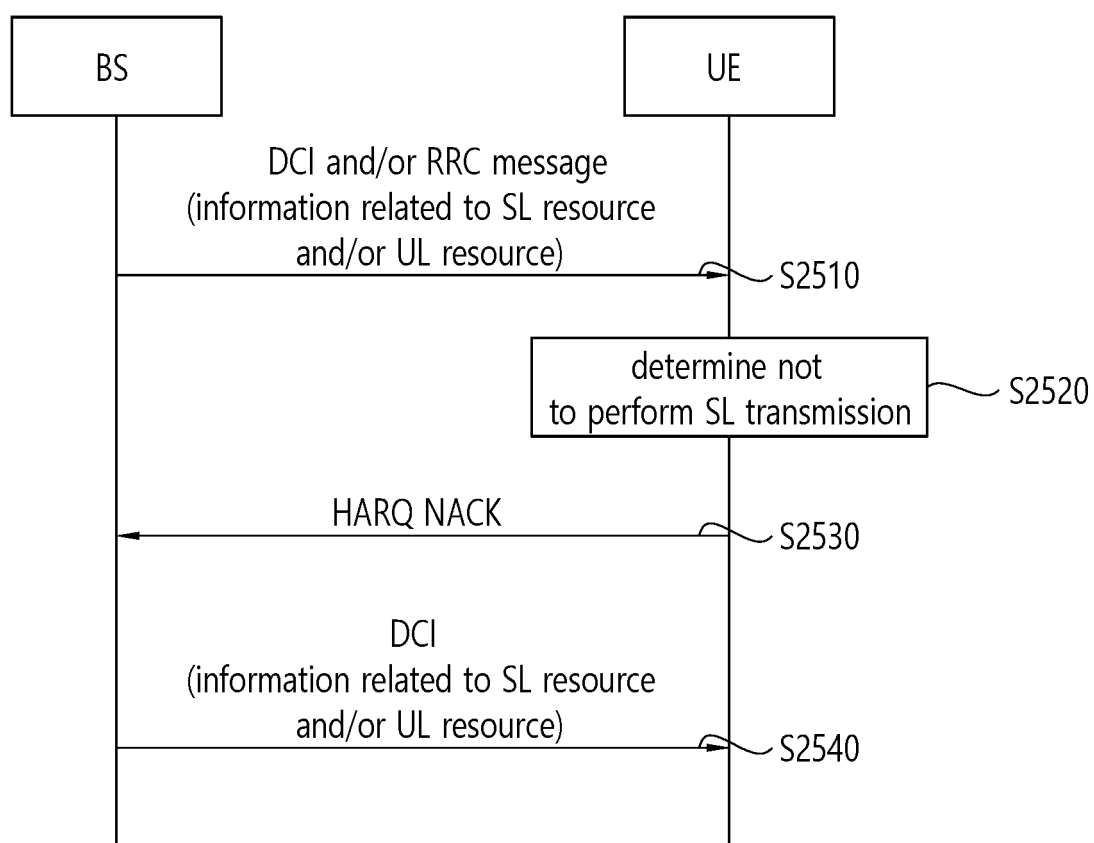 BS
UE
DCI and/or RRC message
(information related to SL resource
and/or UL resource)
S2510
determine not
to perform SL transmission
S2520
HARQ NACK
S2530
DCI
(information related to SL resource
and/or UL resource)
S2540